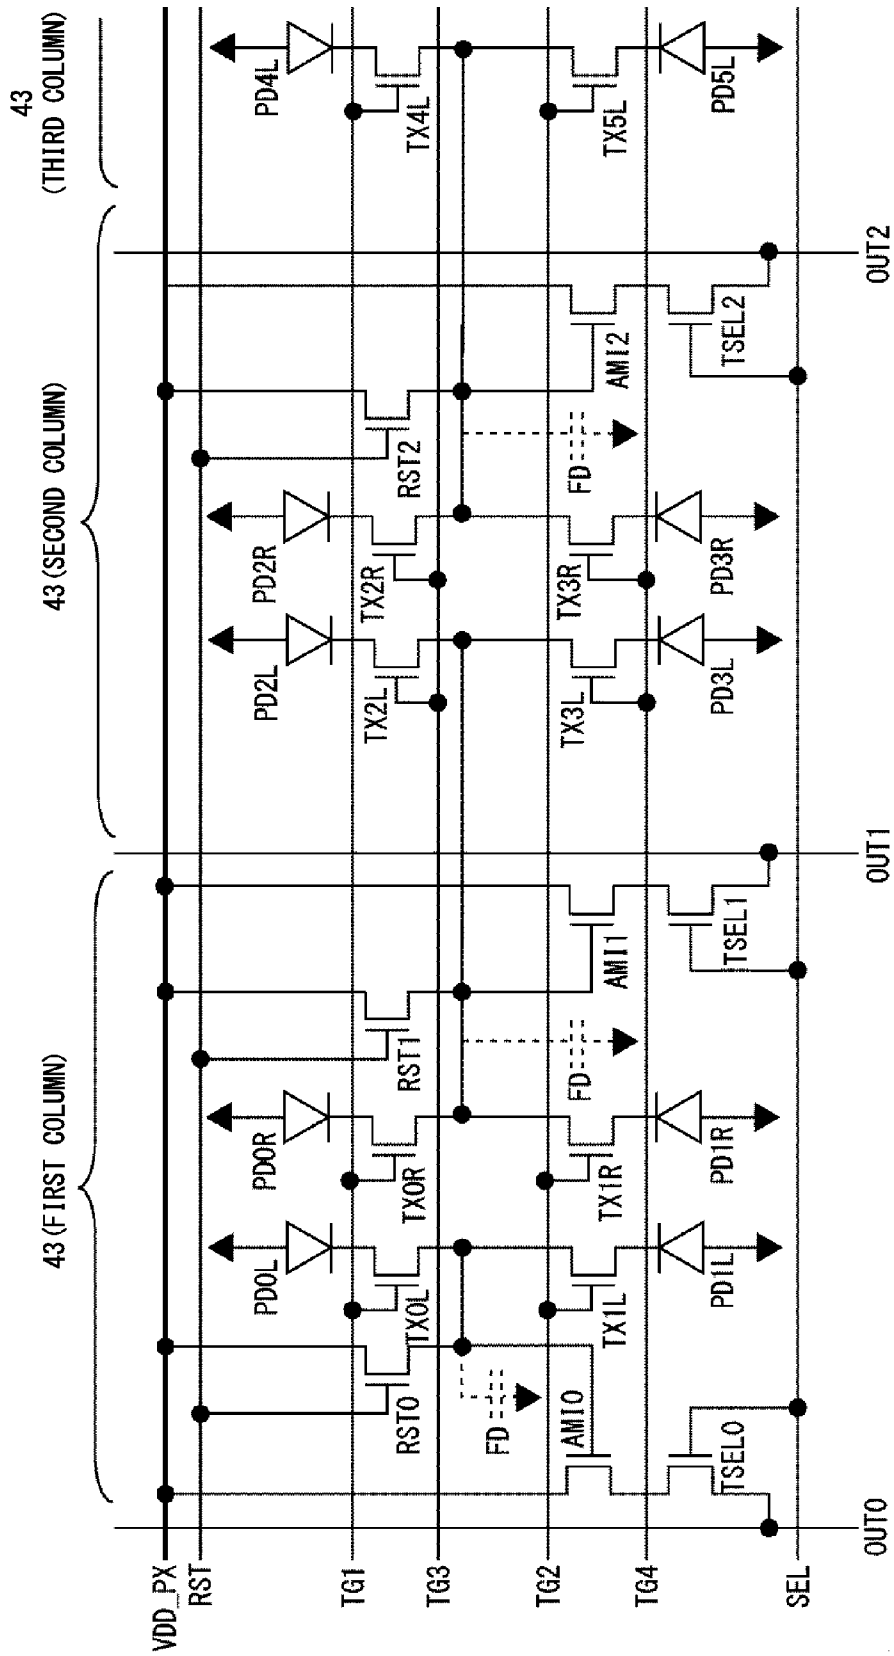 43 (FIRST COLUMN)
43 (SECOND COLUMN)
43
(THIRD COLUMN)
VDD_PX
RST
PD0L
PD0R
PD2L
PD2R
PD4L
TG1
RST0
TX0L
TX0R
RST1
TX2L
TX2R
RST2
TX4L
TG3
FD
FD
FD
TG2
AMI0
TX1L
TX1R
AMI1
TX3L
TX3R
AMI2
TX5L
TG4
TSEL0
PD1L
PD1R
TSEL1
PD3L
PD3R
TSEL2
PD5L
SEL
OUT0
OUT1
OUT2